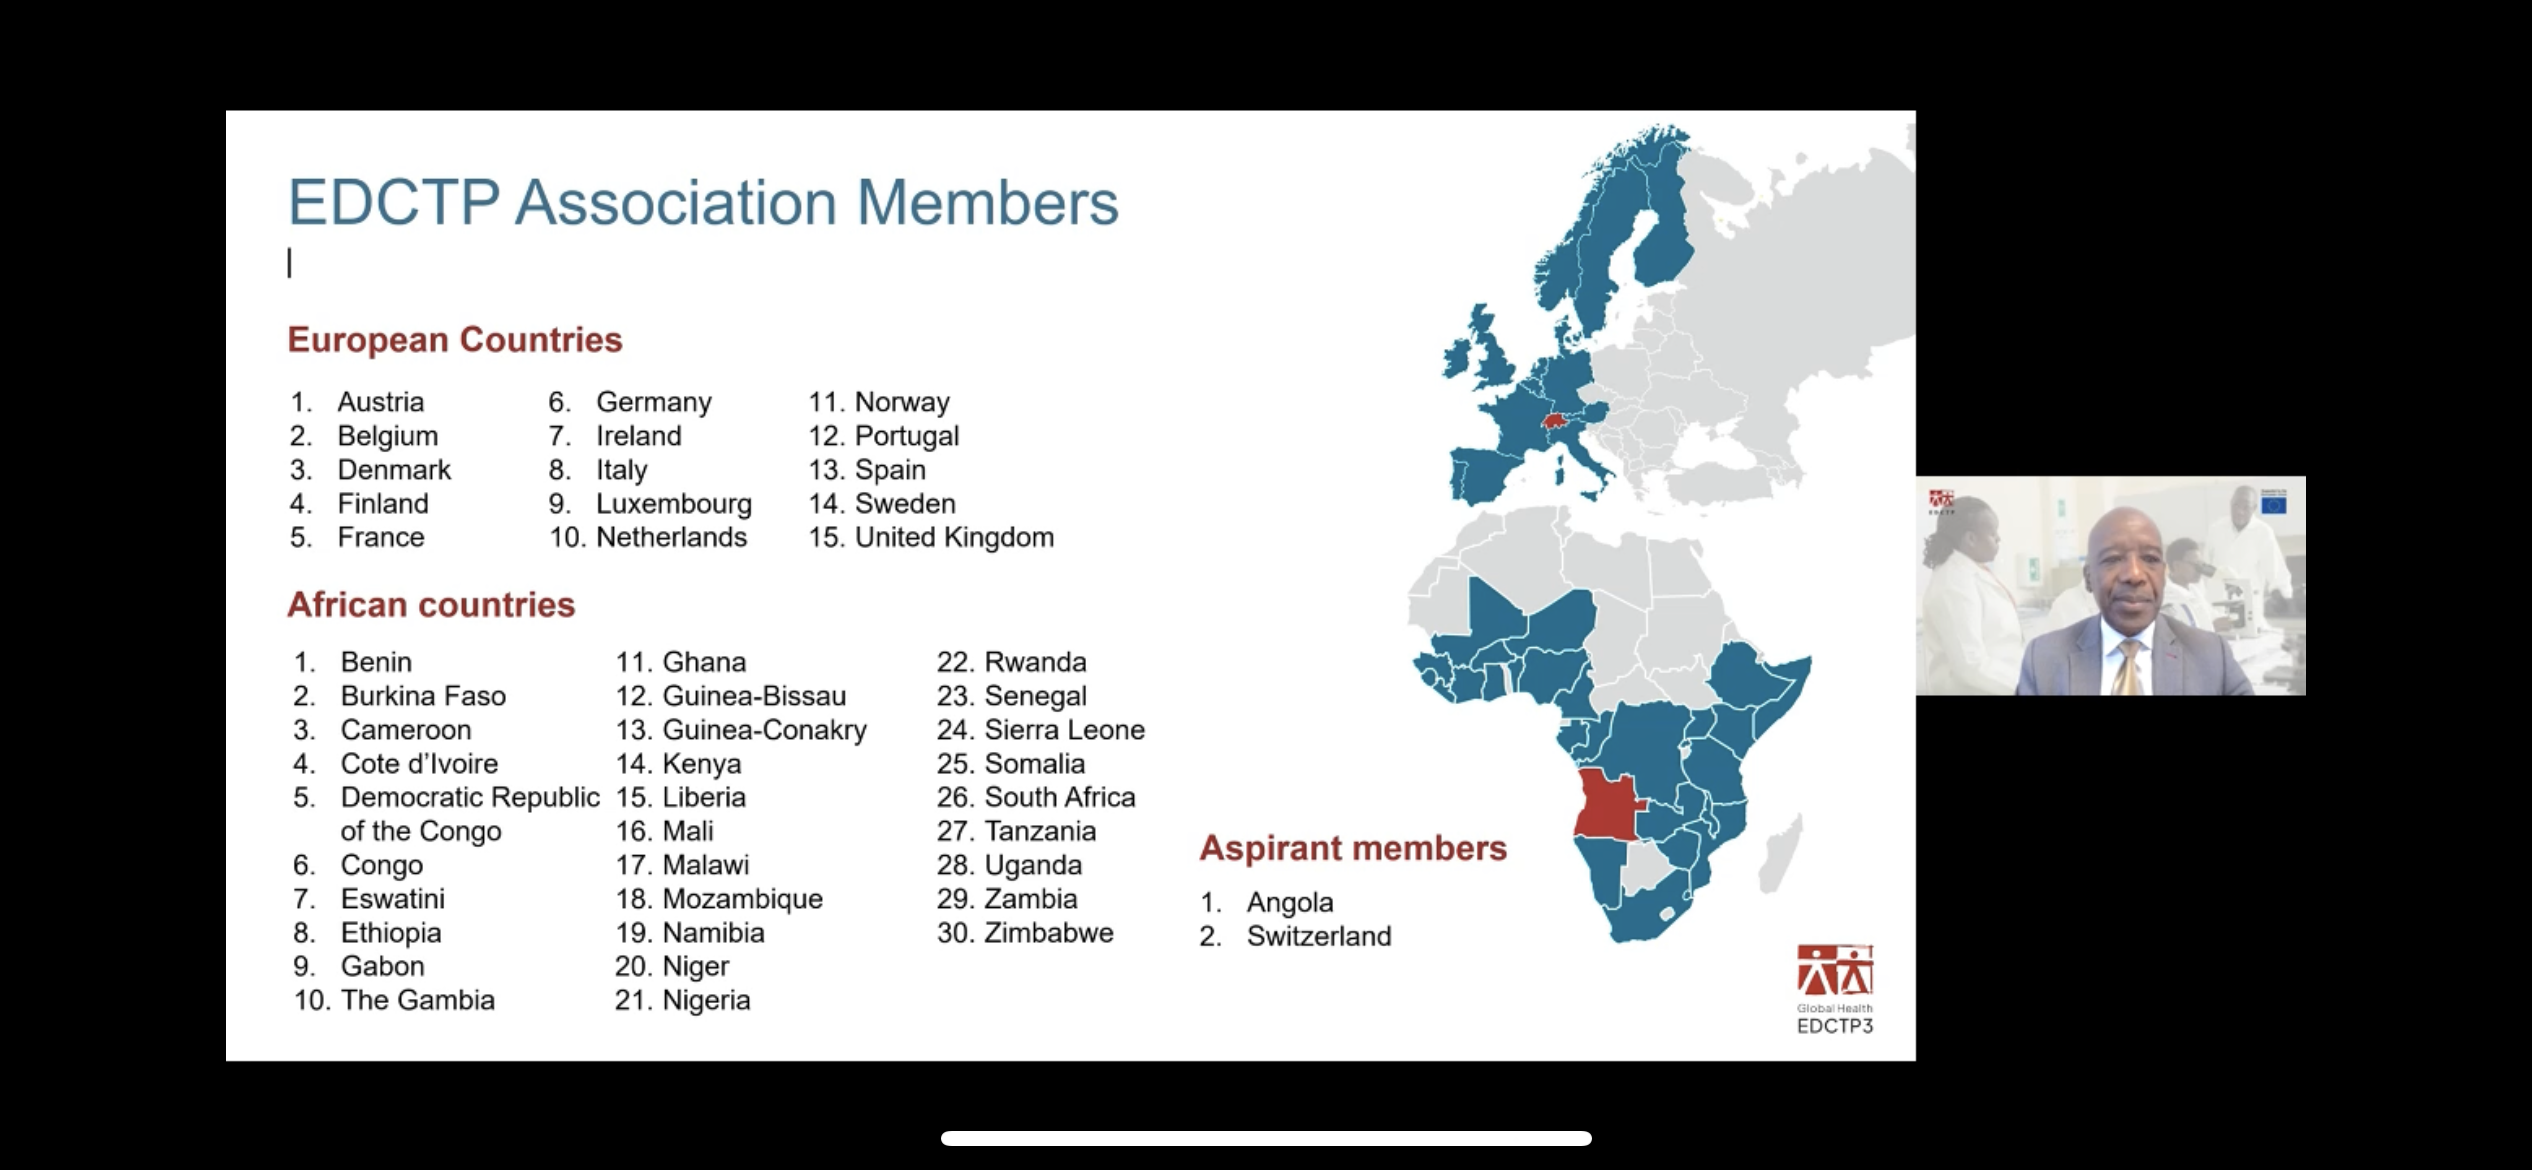 EDCTP Association Members
European Countries
1. Austria
2. Belgium
3. Denmark
4. Finland
5. France
6. Germany
7. Ireland
8. Italy
9. Luxembourg
10. Netherlands
11. Norway
12. Portugal
13. Spain
14. Sweden
15. United Kingdom
African countries
1. Benin
2. Burkina Faso
3. Cameroon
4. Cote d’Ivoire
5. Democratic Republic
of the Congo
6. Congo
7. Eswatini
8. Ethiopia
9. Gabon
10. The Gambia
11. Ghana
12. Guinea-Bissau
13. Guinea-Conakry
14. Kenya
15. Liberia
16. Mali
17. Malawi
18. Mozambique
19. Namibia
20. Niger
21. Nigeria
22. Rwanda
23. Senegal
24. Sierra Leone
25. Somalia
26. South Africa
27. Tanzania
28. Uganda
29. Zambia
30. Zimbabwe
Aspirant members
1. Angola
2. Switzerland
Global Health
EDCTP3
EDCTP